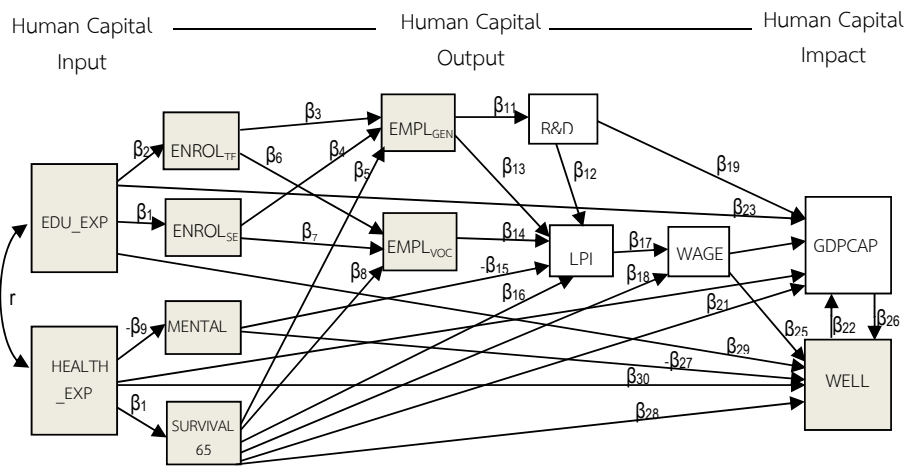 Human Capital
Input
Human Capital
Output
Human Capital
Impact
β2
β3
β11
β4
β6
β5
β13
β12
β19
β23
β1
β7
β14
β8
-β15
β17
β18
β16
β21
β25
β22
β26
-β9
β29
-β27
β30
β1
β28
r
EDU_EXP
HEALTH
_EXP
ENROLTF
ENROLSE
MENTAL
SURVIVAL
65
EMPLGEN
EMPLVOC
R&D
LPI
WAGE
GDPCAP
WELL